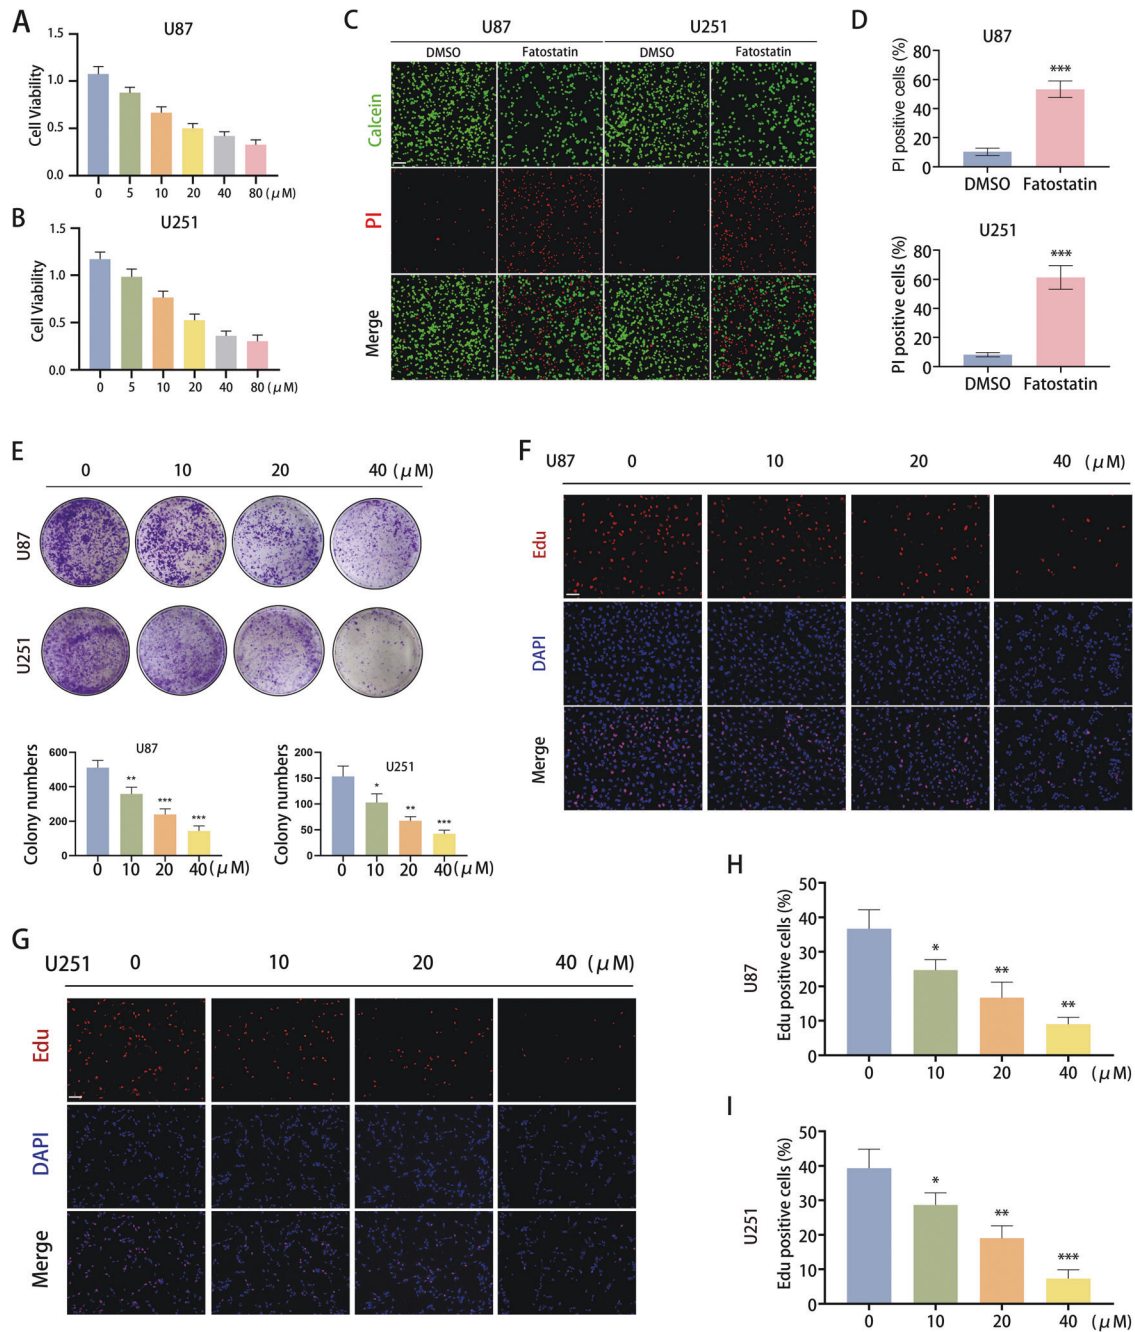 A
U87
Cell Viability
1.5
1.0
0.5
0.0
0 5 10 20 40 80 (μM)
B
U251
Cell Viability
1.5
1.0
0.5
0.0
0 5 10 20 40 80 (μM)
C
U87 U251
DMSO Fatostatin DMSO Fatostatin
Calcein
PI
Merge
D
U87
PI positive cells (%)
80
60
40
20
0
***
DMSO Fatostatin
U251
PI positive cells (%)
80
60
40
20
0
***
DMSO Fatostatin
E
0 10 20 40 (μM)
U87
U251
U87
Colony numbers
600
400
200
0
** *** ***
0 10 20 40 (μM)
U251
Colony numbers
200
150
100
50
0
* ** ***
0 10 20 40 (μM)
F
U87 0 10 20 40 (μM)
Edu
DAPI
Merge
G
U251 0 10 20 40 (μM)
Edu
DAPI
Merge
H
U87
Edu positive cells (%)
50
40
30
20
10
0
* ** **
0 10 20 40 (μM)
I
U251
Edu positive cells (%)
50
40
30
20
10
0
* ** ***
0 10 20 40 (μM)